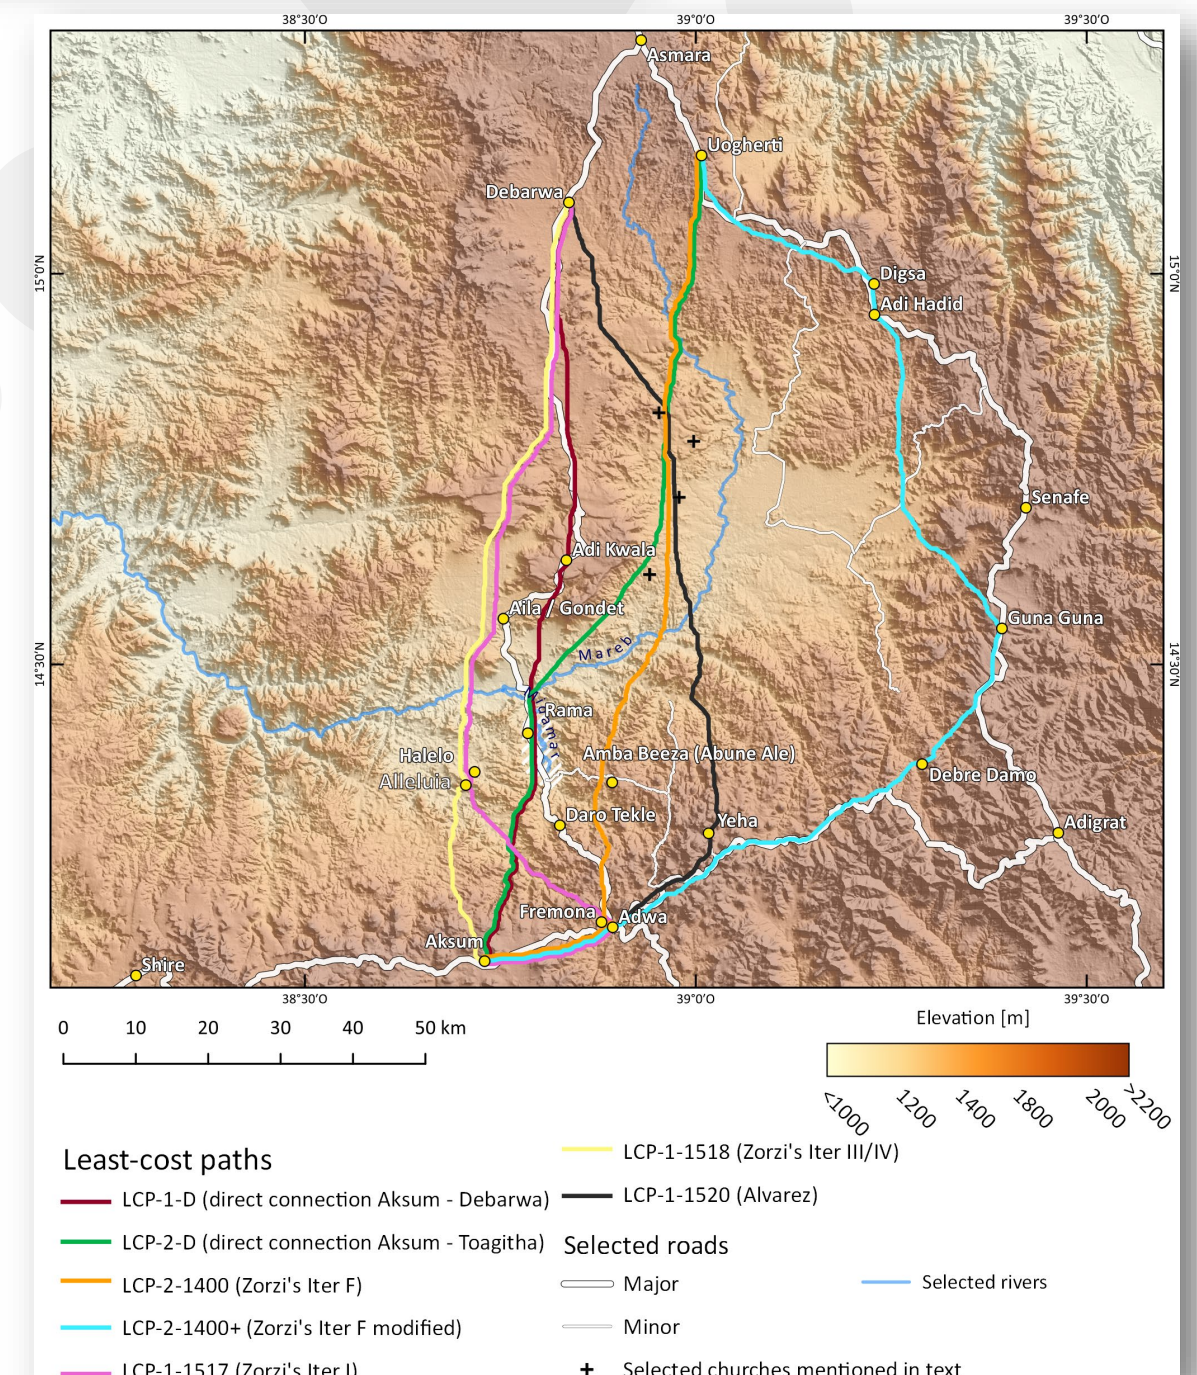 38°30'0 39°0'O 39°30'0
Asmara
Uogherti
Debarwa
15°0'N
15°0'N
Digsa
Adi Hadid
Senafe
Adi Kwala
Aila Gondet
Guna Guna
Mareb
14°30'N
14°30'N
Rama
Halelo
Amba Beeza (Abune Ale)
Alleluia
Debre Damo
Daro Tekle
Yeha
Adigrat
Fremona
Adwa
Aksum
Shire
38°30'0 39°0'O 39°30'0
0 10 20 30 40 50 km
Elevation [m]
<1000 1200 1400 1800 2000 >2200
Least-cost paths
LCP-1-D (direct connection Aksum - Debarwa)
LCP-2-D (direct connection Aksum - Toagitha)
LCP-2-1400 (Zorzi's Iter F)
LCP-2-1400+ (Zorzi's Iter F modified)
LCP-1-1517 (Zorzi's Iter I)
LCP-1-1518 (Zorzi's Iter III/IV)
LCP-1-1520 (Alvarez)
Selected roads
Major
Minor
Selected rivers
Selected churches mentioned in text